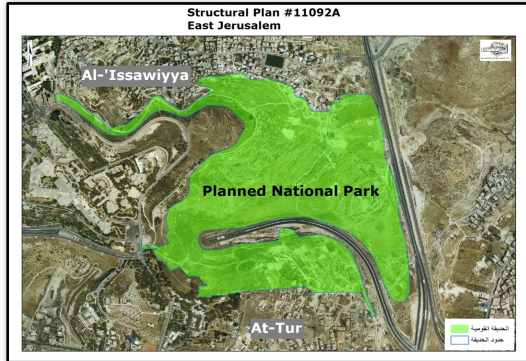 Structural Plan #11092A
East Jerusalem
Al-'Issawiyya
Planned National Park
At-Tur
الحديقة القومية
حدود الحديقة